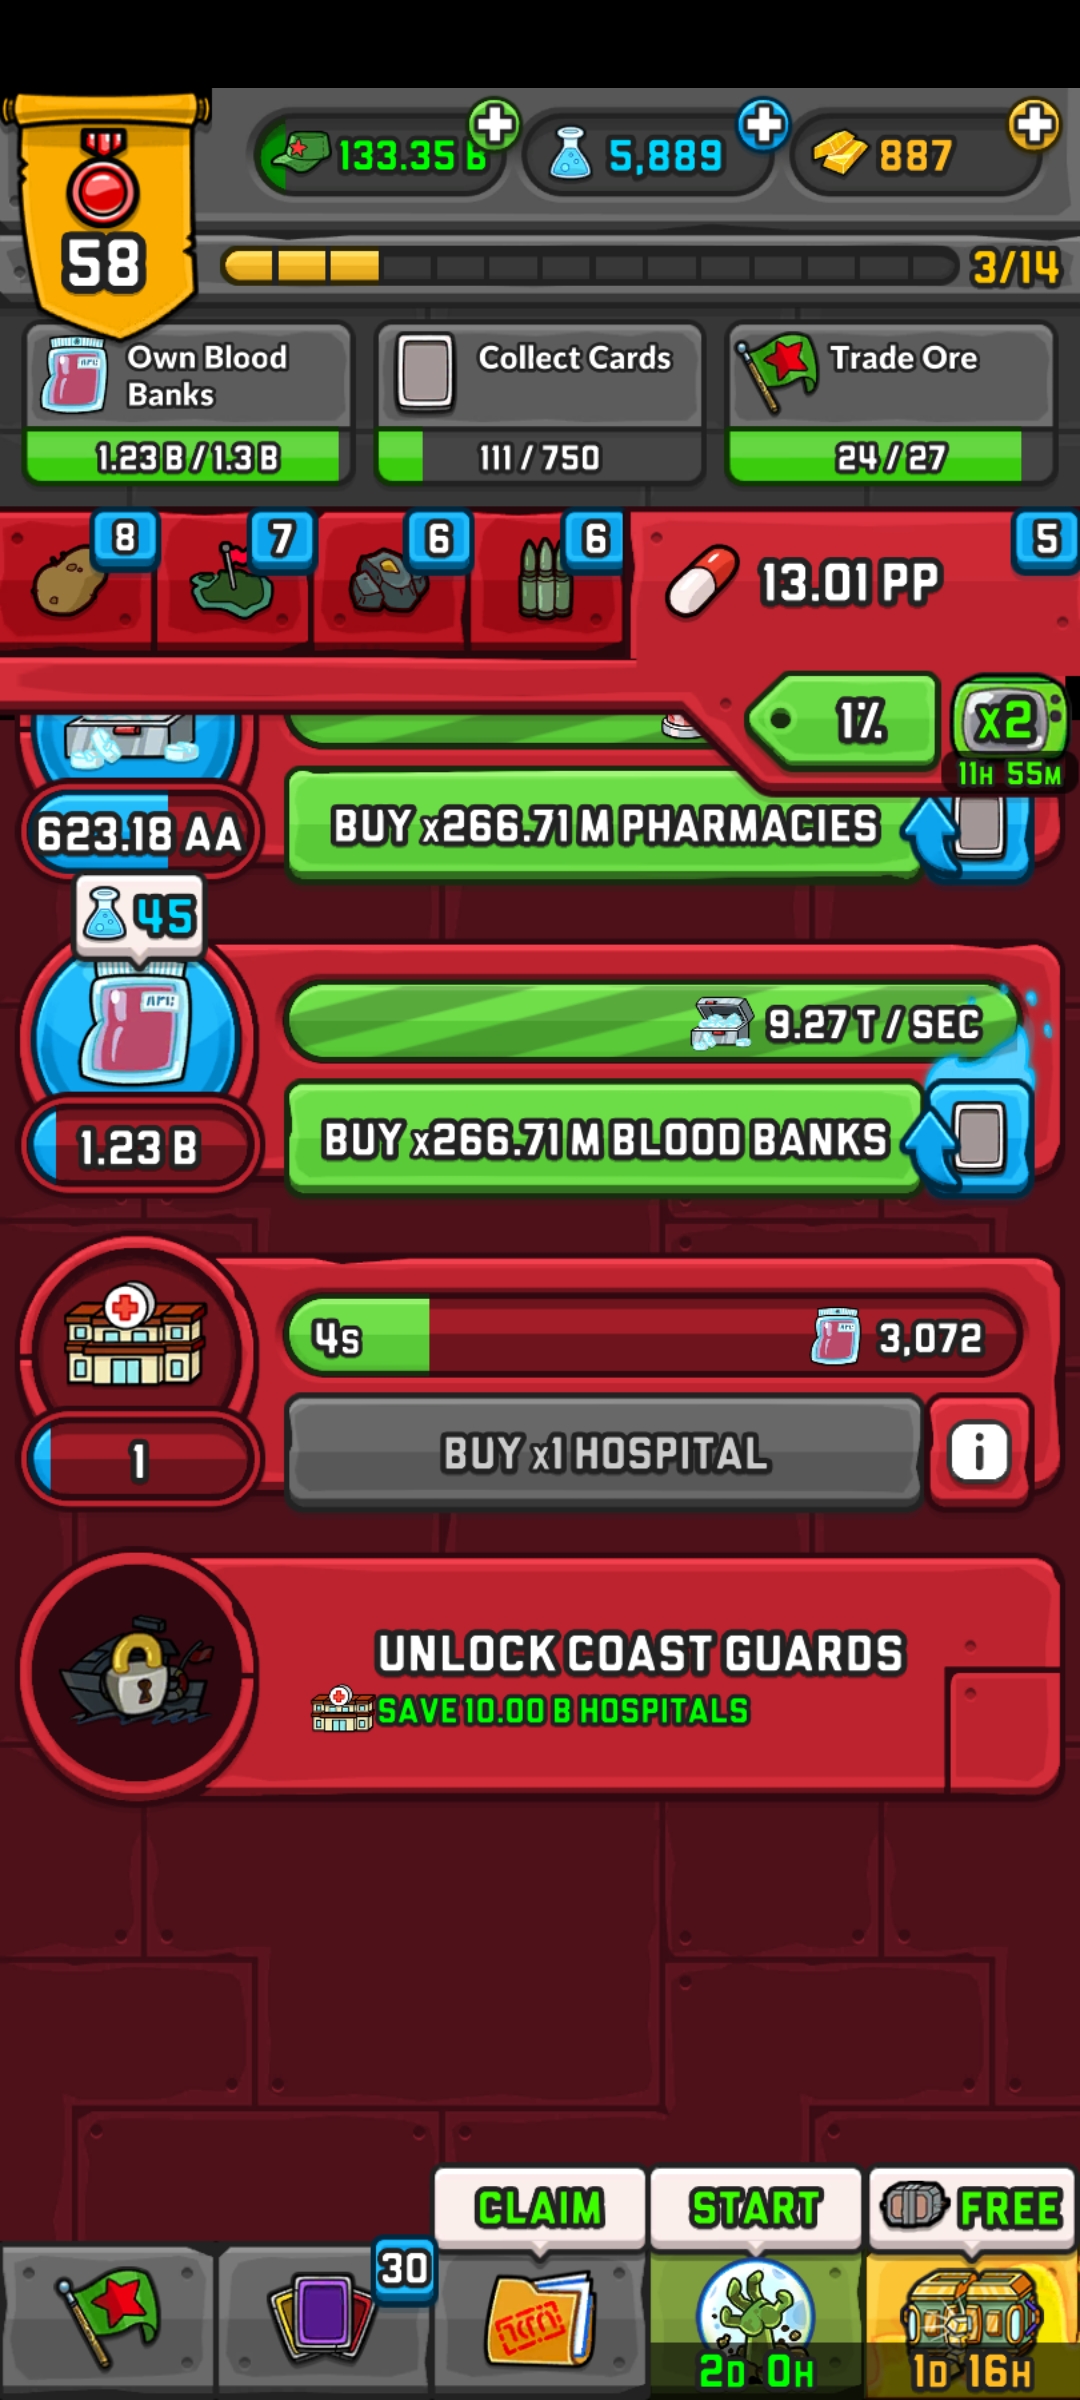 133.35 B
5,889
887
58
3/14
Own Blood
Banks
Collect Cards
Trade Ore
1.23 B / 1.3 B
111 / 750
24 / 27
8
7
6
6
13.01 PP
5
1%
x2
11H 55M
623.18 AA
BUY x266.71 M PHARMACIES
45
9.27 T / SEC
1.23 B
BUY x266.71 M BLOOD BANKS
4s
3,072
1
BUY x1 HOSPITAL
i
UNLOCK COAST GUARDS
SAVE 10.00 B HOSPITALS
CLAIM
START
FREE
30
2D 0H
1D 16H